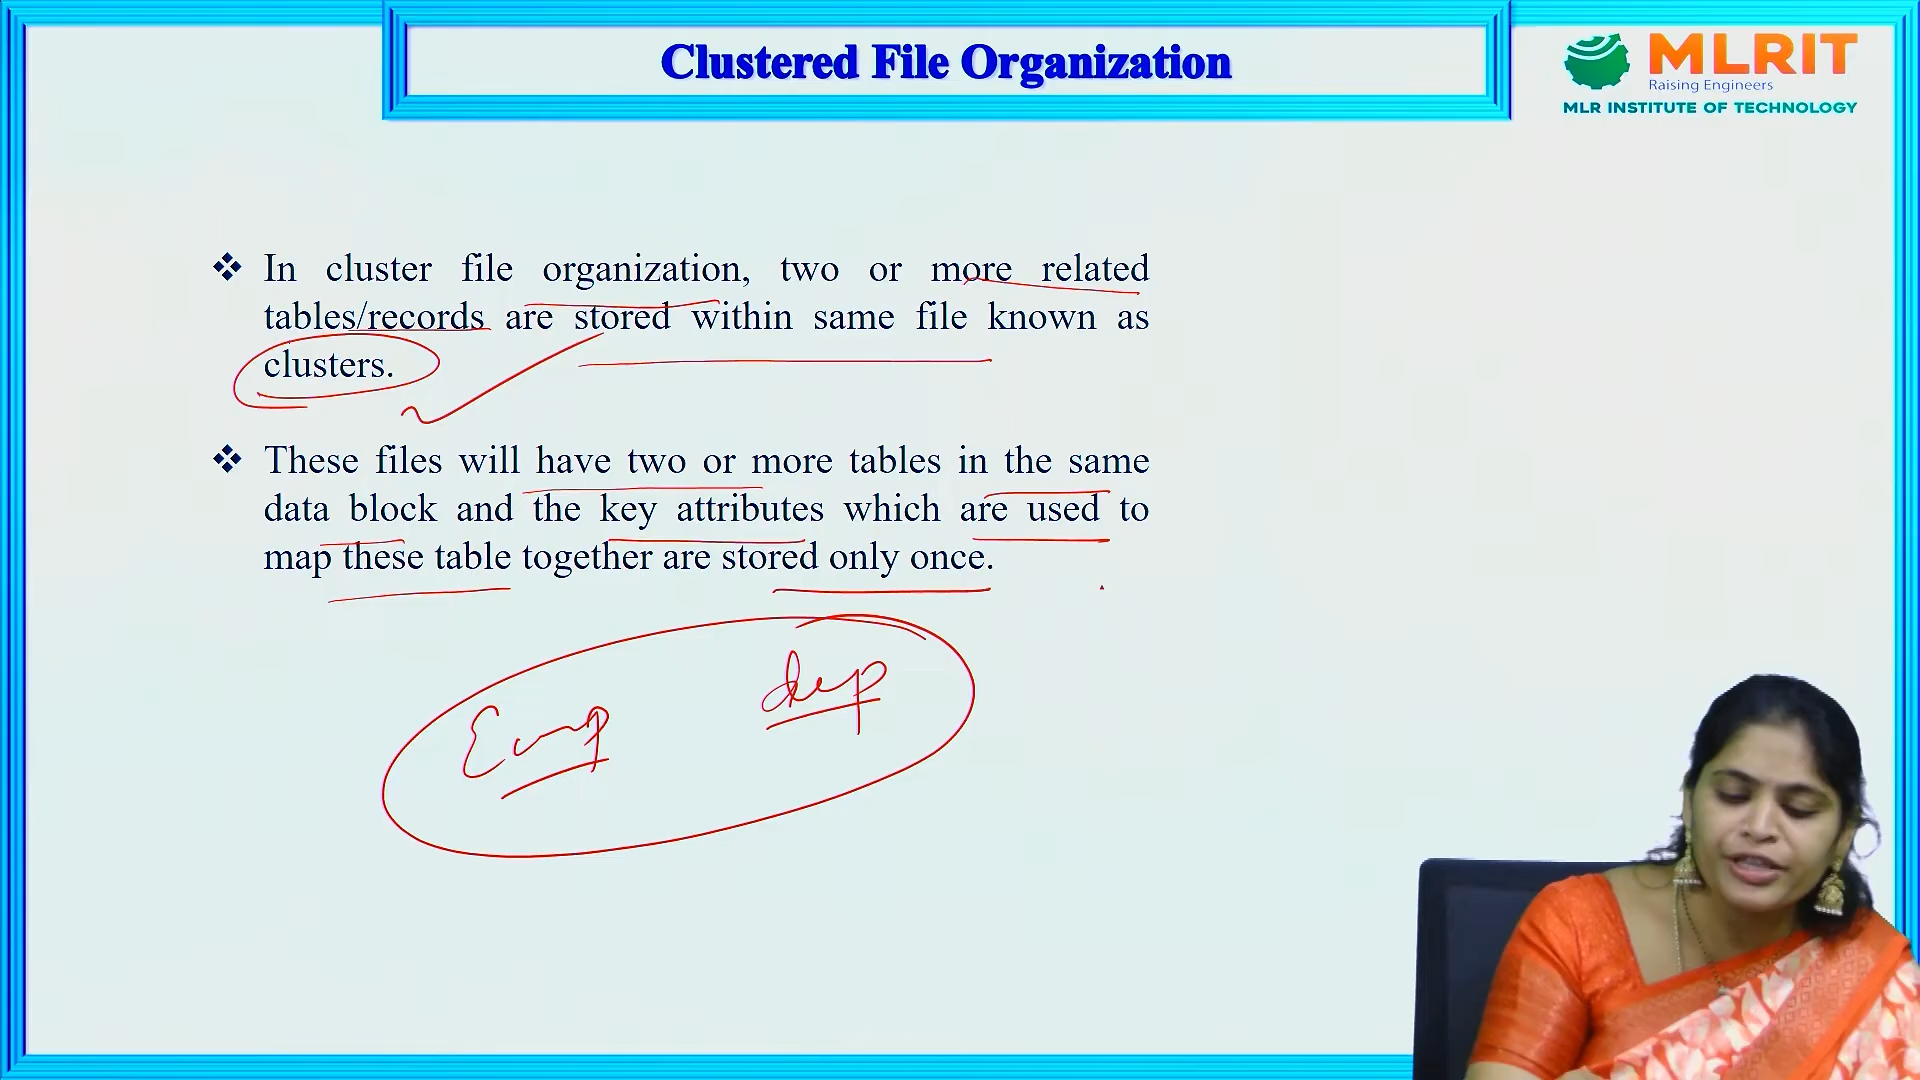 Clustered File Organization
MLRIT
Raising Engineers
MLR INSTITUTE OF TECHNOLOGY
In cluster file organization, two or more related
tables/records are stored within same file known as
clusters.
These files will have two or more tables in the same
data block and the key attributes which are used to
map these table together are stored only once.
dep
Emp